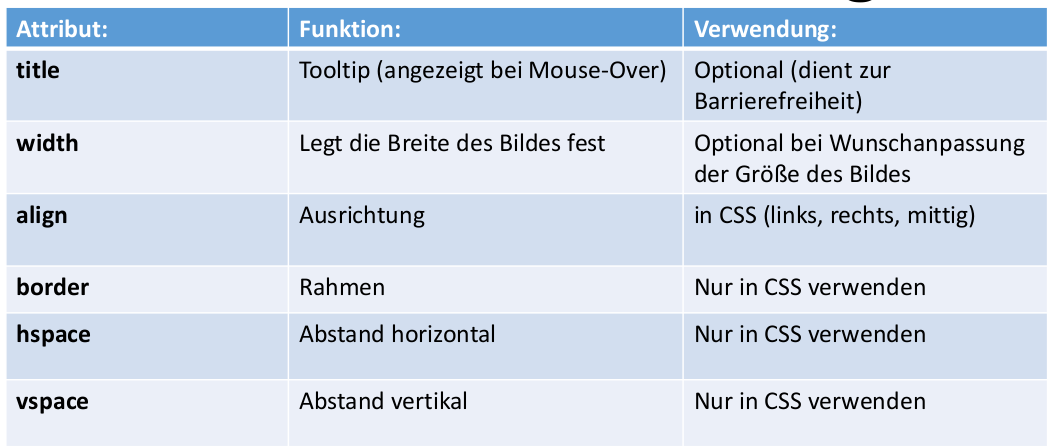 Attribut: Funktion: Verwendung:
title Tooltip (angezeigt bei Mouse-Over) Optional (dient zur
Barrierefreiheit)
width Legt die Breite des Bildes fest Optional bei Wunschanpassung
der Größe des Bildes
align Ausrichtung in CSS (links, rechts, mittig)
border Rahmen Nur in CSS verwenden
hspace Abstand horizontal Nur in CSS verwenden
vspace Abstand vertikal Nur in CSS verwenden